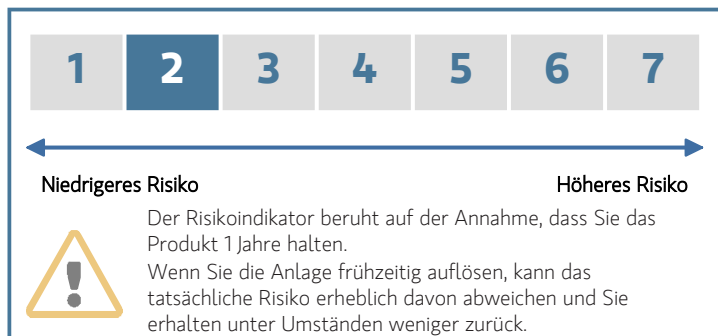 1 2 3 4 5 6 7
Niedrigeres Risiko Höheres Risiko
Der Risikoindikator beruht auf der Annahme, dass Sie das
Produkt 1 Jahre halten.
Wenn Sie die Anlage frühzeitig auflösen, kann das
tatsächliche Risiko erheblich davon abweichen und Sie
erhalten unter Umständen weniger zurück.